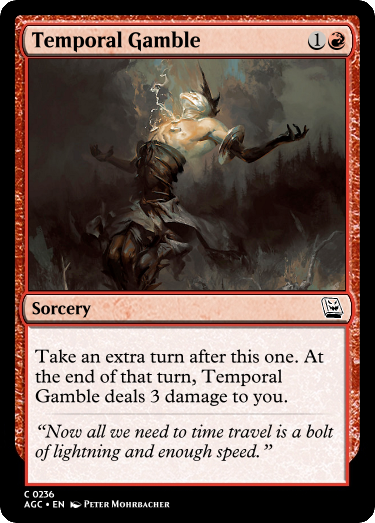 Temporal Gamble 1
Sorcery
Take an extra turn after this one. At
the end of that turn, Temporal
Gamble deals 3 damage to you.
“Now all we need to time travel is a bolt
of lightning and enough speed.”
C 0236
AGC • EN Peter Mohrbacher